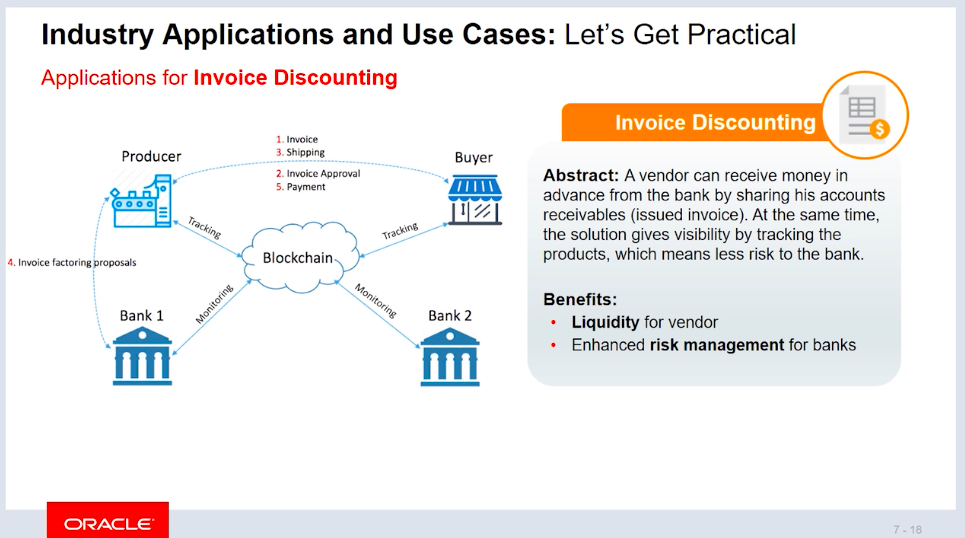 Industry Applications and Use Cases: Let's Get Practical
Applications for Invoice Discounting
1. Invoice
3. Shipping
2. Invoice Approval
5. Payment
Producer
Buyer
Tracking
Tracking
Blockchain
4. Invoice factoring proposals
Monitoring
Monitoring
Bank 1
Bank 2
Invoice Discounting
$
Abstract: A vendor can receive money in
advance from the bank by sharing his accounts
receivables (issued invoice). At the same time,
the solution gives visibility by tracking the
products, which means less risk to the bank.
Benefits:
• Liquidity for vendor
• Enhanced risk management for banks
ORACLE
7 - 18